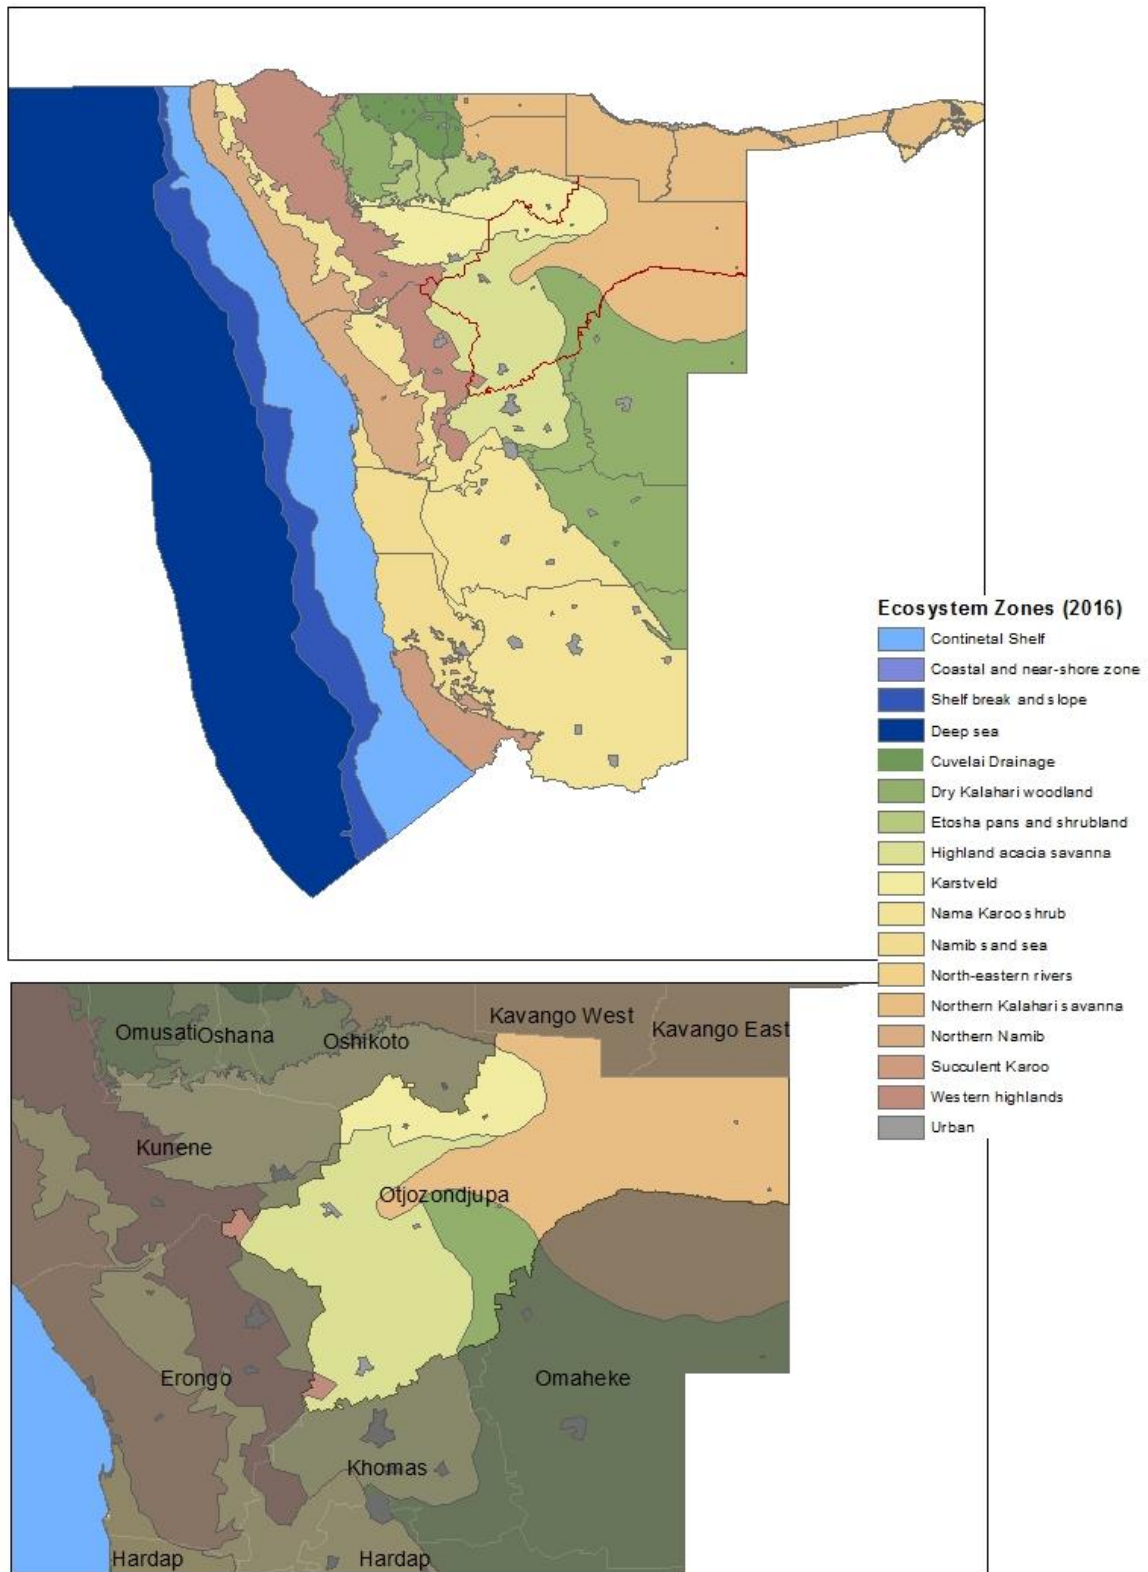 Ecosystem Zones (2016)
Continetal Shelf
Coastal and near-shore zone
Shelf break and slope
Deep sea
Cuvelai Drainage
Dry Kalahari woodland
Etosha pans and shrubland
Highland acacia savanna
Karstveld
Nama Karoo shrub
Namib sand sea
North-eastern rivers
Northern Kalahari savanna
Northern Namib
Succulent Karoo
Western highlands
Urban
Kavango West
Kavango East
Omusati
Oshana
Oshikoto
Kunene
Otjozondjupa
Erongo
Omaheke
Khomas
Hardap
Hardap